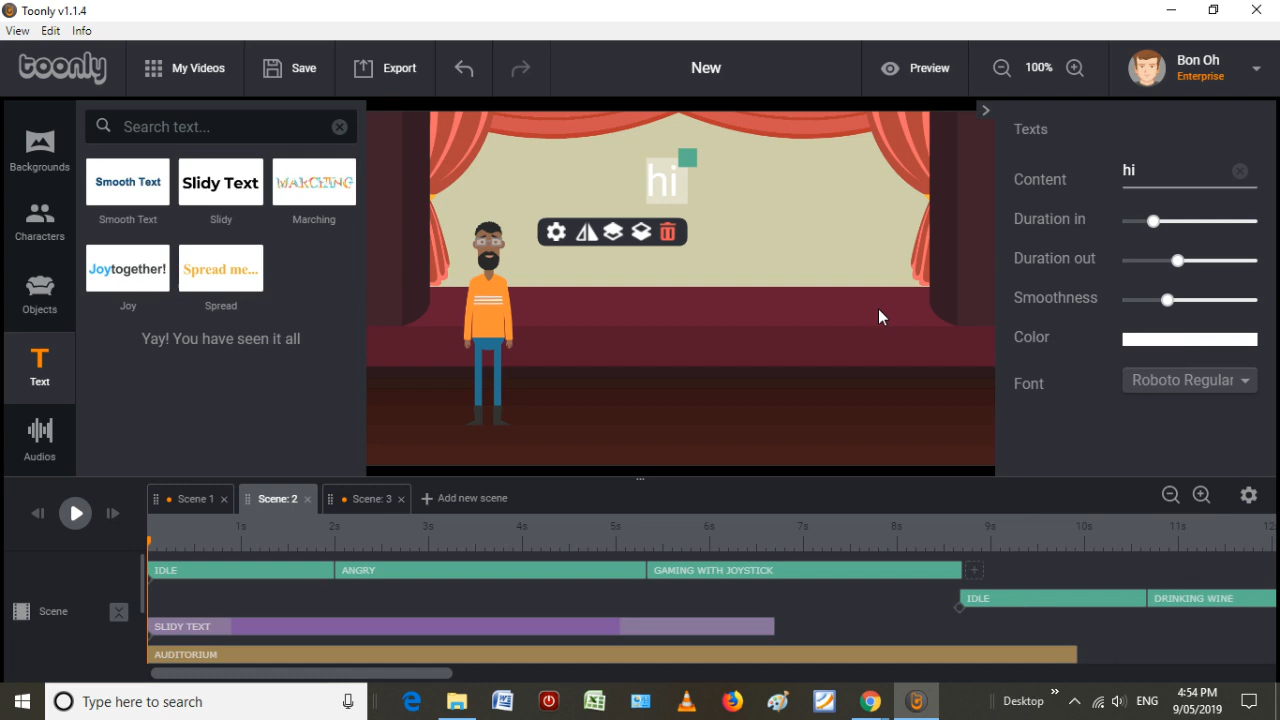 Toonly v1.1.4
View Edit Info
toonly My Videos Save Export New Preview 100% Bon Oh
Enterprise
Backgrounds
Characters
Objects
T
Text
Audios
Search text...
Smooth Text Slidy Text MARCHING
Smooth Text Slidy Marching
Joytogether! Spread me...
Joy Spread
Yay! You have seen it all
hi
Texts
Content hi
Duration in
Duration out
Smoothness
Color
Font Roboto Regular
Scene 1 Scene: 2 Scene: 3 Add new scene
1s 2s 3s 4s 5s 6s 7s 8s 9s 10s 11s 12
IDLE ANGRY GAMING WITH JOYSTICK
IDLE DRINKING WINE
Scene
SLIDY TEXT
AUDITORIUM
Type here to search Desktop ENG 4:54 PM
9/05/2019